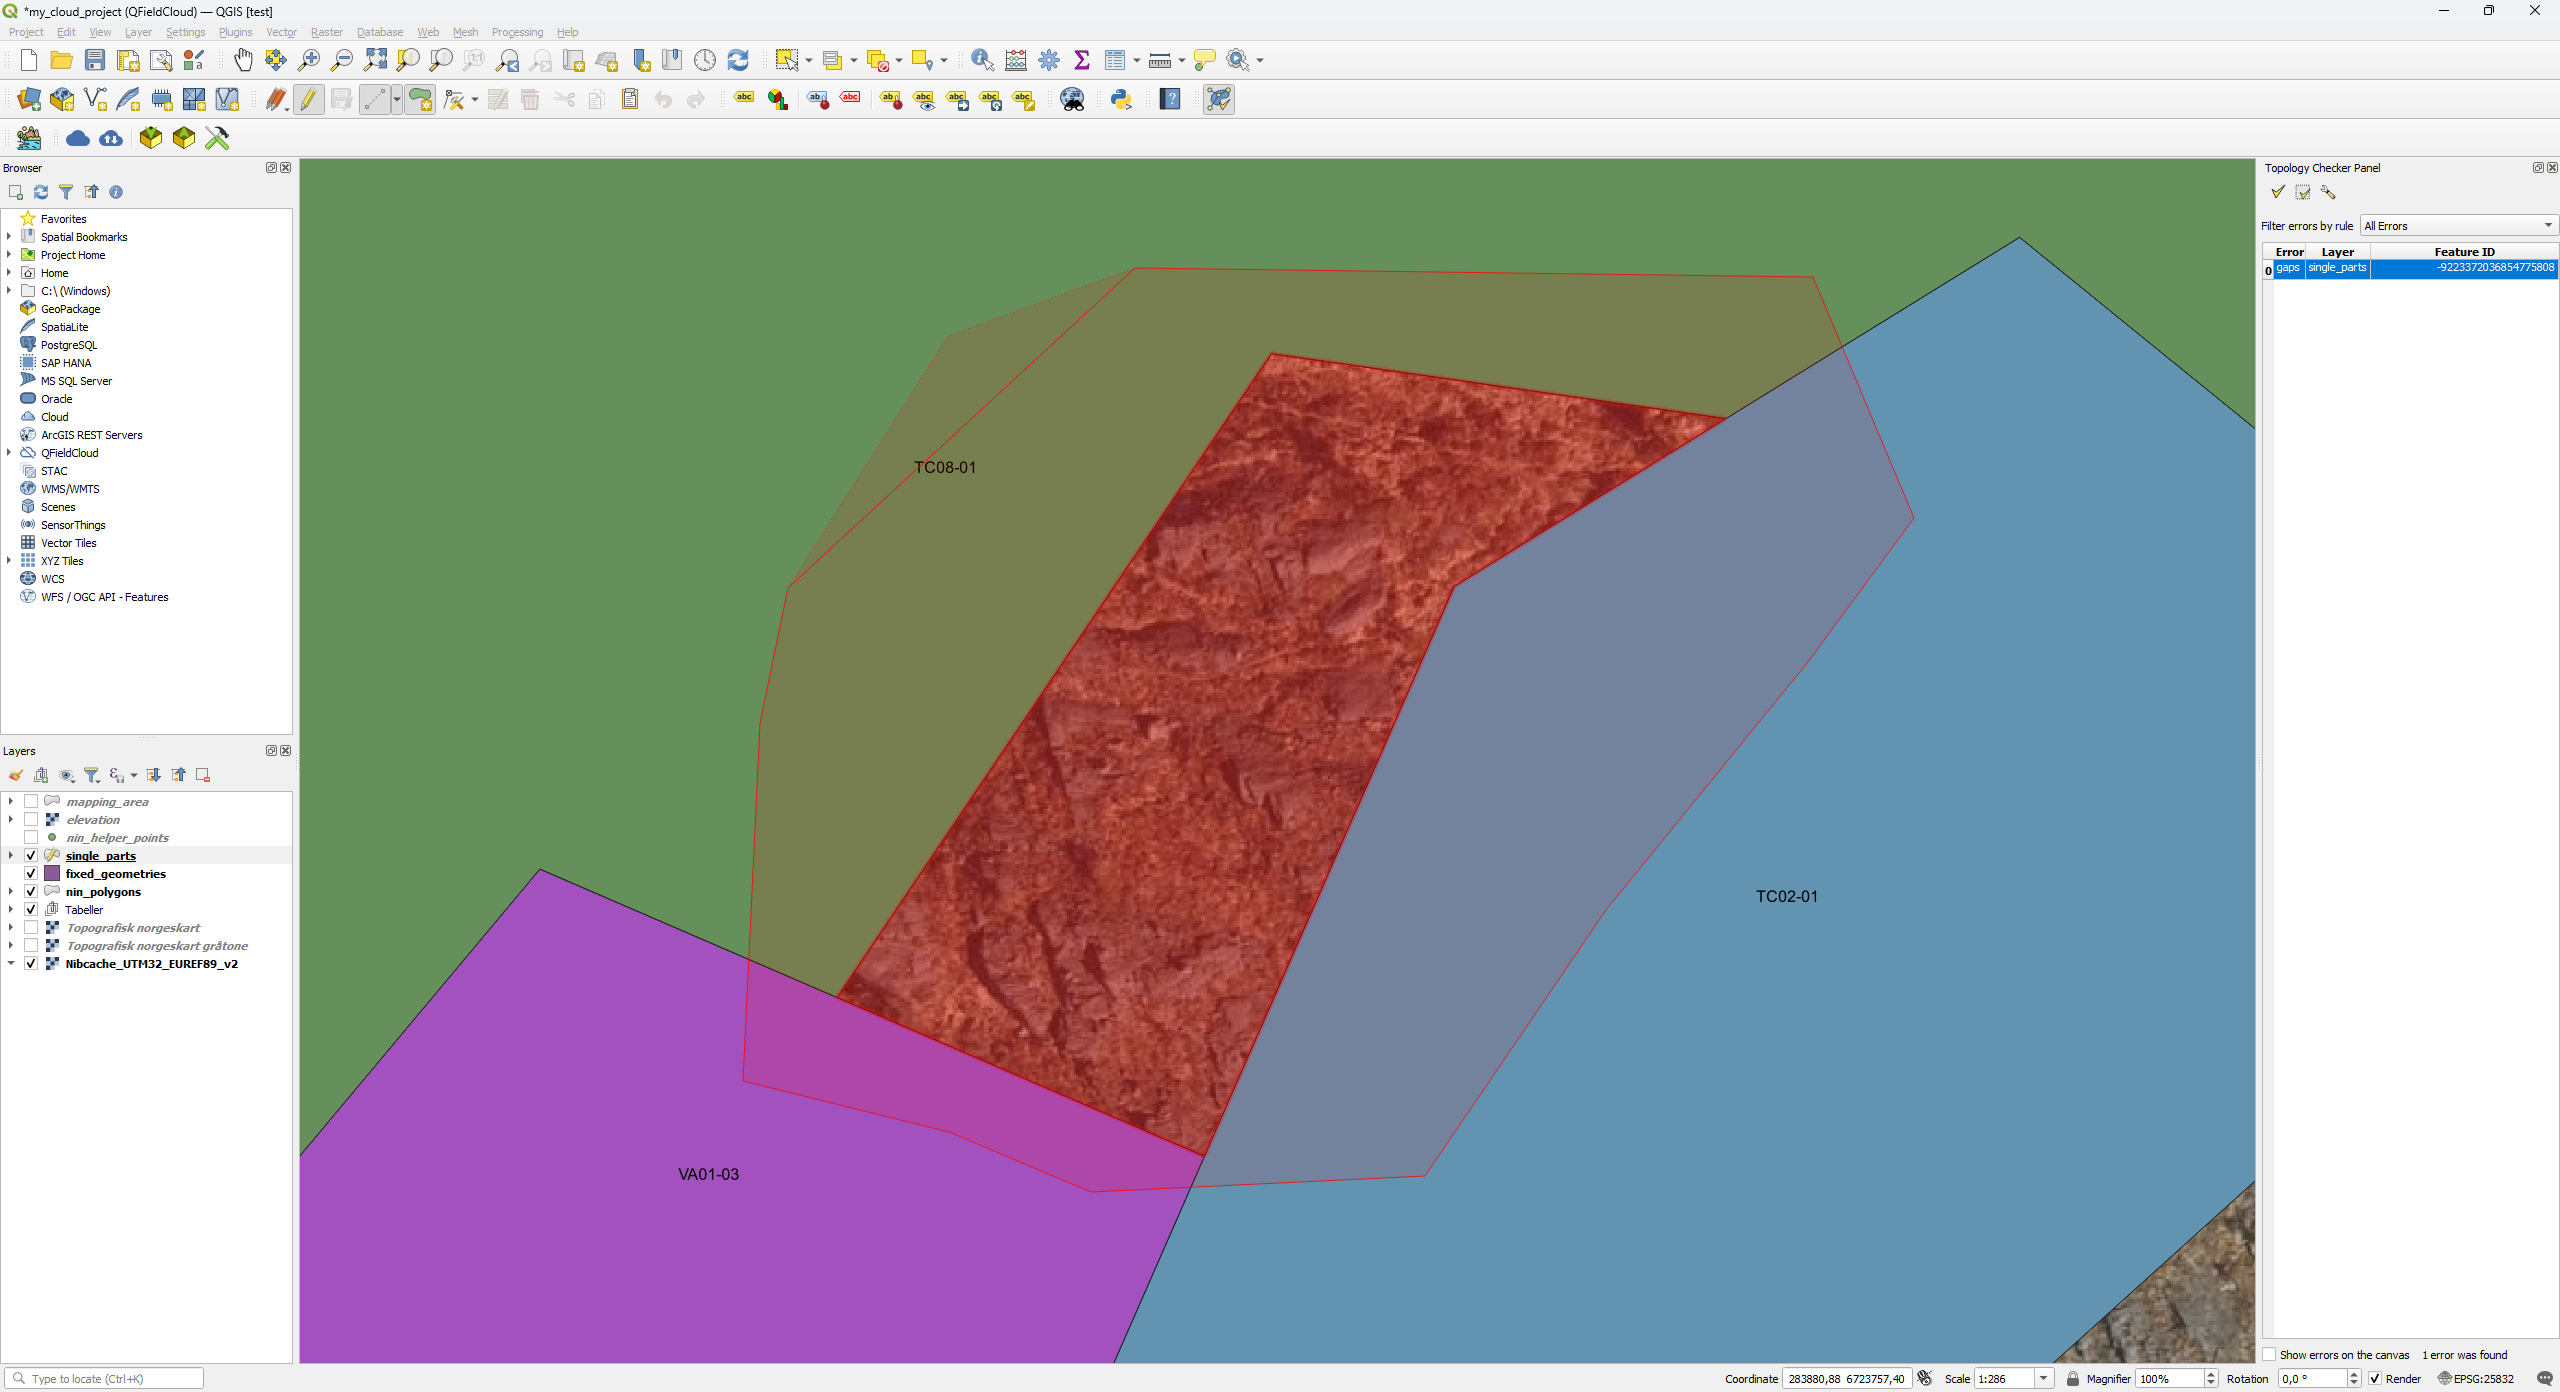 *my_cloud_project (QFieldCloud) — QGIS [test]
Project Edit View Layer Settings Plugins Vector Raster Database Web Mesh Processing Help
Browser
Favorites
Spatial Bookmarks
Project Home
Home
C:\ (Windows)
GeoPackage
SpatiaLite
PostgreSQL
SAP HANA
MS SQL Server
Oracle
Cloud
ArcGIS REST Servers
QFieldCloud
STAC
WMS/WMTS
Scenes
SensorThings
Vector Tiles
XYZ Tiles
WCS
WFS / OGC API - Features
Layers
mapping_area
elevation
nin_helper_points
single_parts
fixed_geometries
nin_polygons
Tabeller
Topografisk norgeskart
Topografisk norgeskart gråtone
Nibcache_UTM32_EUREF89_v2
TC08-01
TC02-01
VA01-03
Topology Checker Panel
Filter errors by rule All Errors
Error Layer Feature ID
0 gaps single_parts -9223372036854775808
Show errors on the canvas 1 error was found
Type to locate (Ctrl+K)
Coordinate 283880,88 6723757,40 Scale 1:286 Magnifier 100% Rotation 0,0 ° Render EPSG:25832